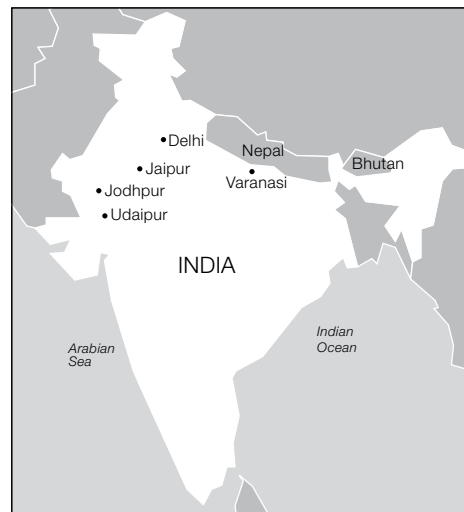 Delhi
Nepal
Bhutan
Jaipur
Varanasi
Jodhpur
Udaipur
INDIA
Indian
Ocean
Arabian
Sea